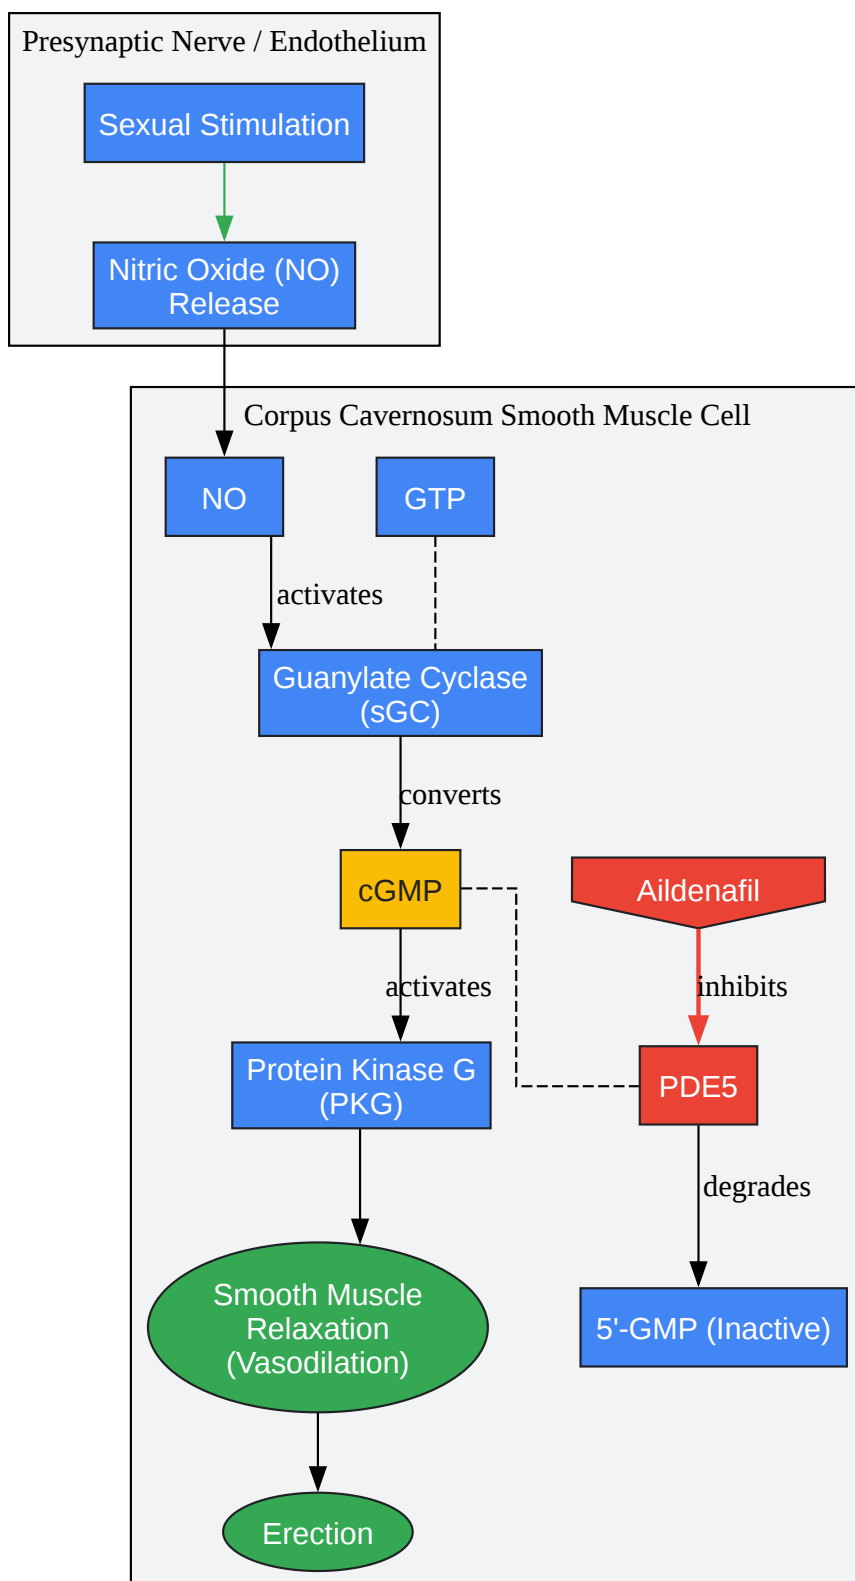 Presynaptic Nerve / Endothelium
Sexual Stimulation
Nitric Oxide (NO)
Release
Corpus Cavernosum Smooth Muscle Cell
NO
GTP
activates
Guanylate Cyclase
(sGC)
converts
cGMP
Aildenafil
activates
inhibits
Protein Kinase G
(PKG)
PDE5
degrades
Smooth Muscle
Relaxation
(Vasodilation)
5'-GMP (Inactive)
Erection